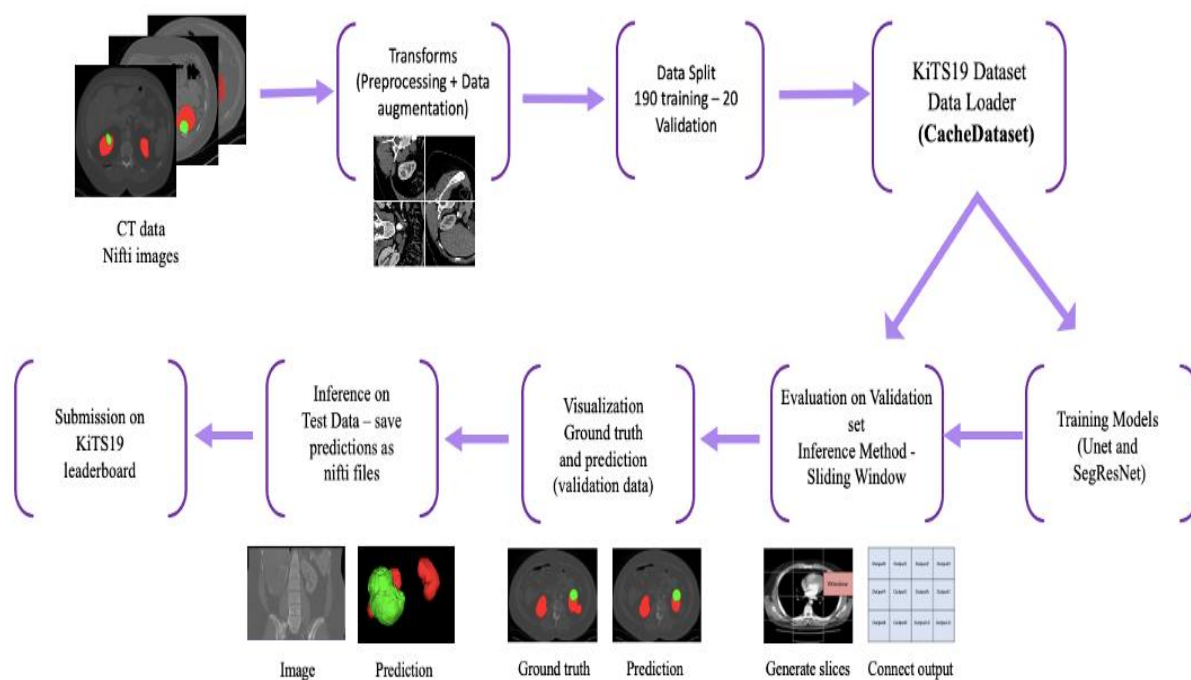 CT data
Nifti images
Transforms
(Preprocessing + Data
augmentation)
Data Split
190 training – 20
Validation
KiTS19 Dataset
Data Loader
(CacheDataset)
Submission on
KiTS19
leaderboard
Inference on
Test Data – save
predictions as
nifti files
Visualization
Ground truth
and prediction
(validation data)
Evaluation on Validation
set
Inference Method -
Sliding Window
Training Models
(Unet and
SegResNet)
Window
Image
Prediction
Ground truth
Prediction
Generate slices
Connect output